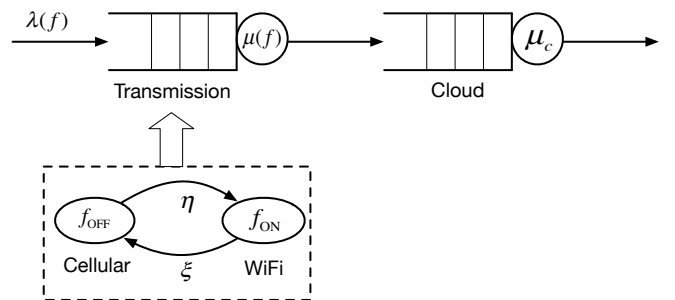 λ(f)
μ(f)
μc
Transmission
Cloud
fOFF
η
fON
Cellular
ξ
WiFi